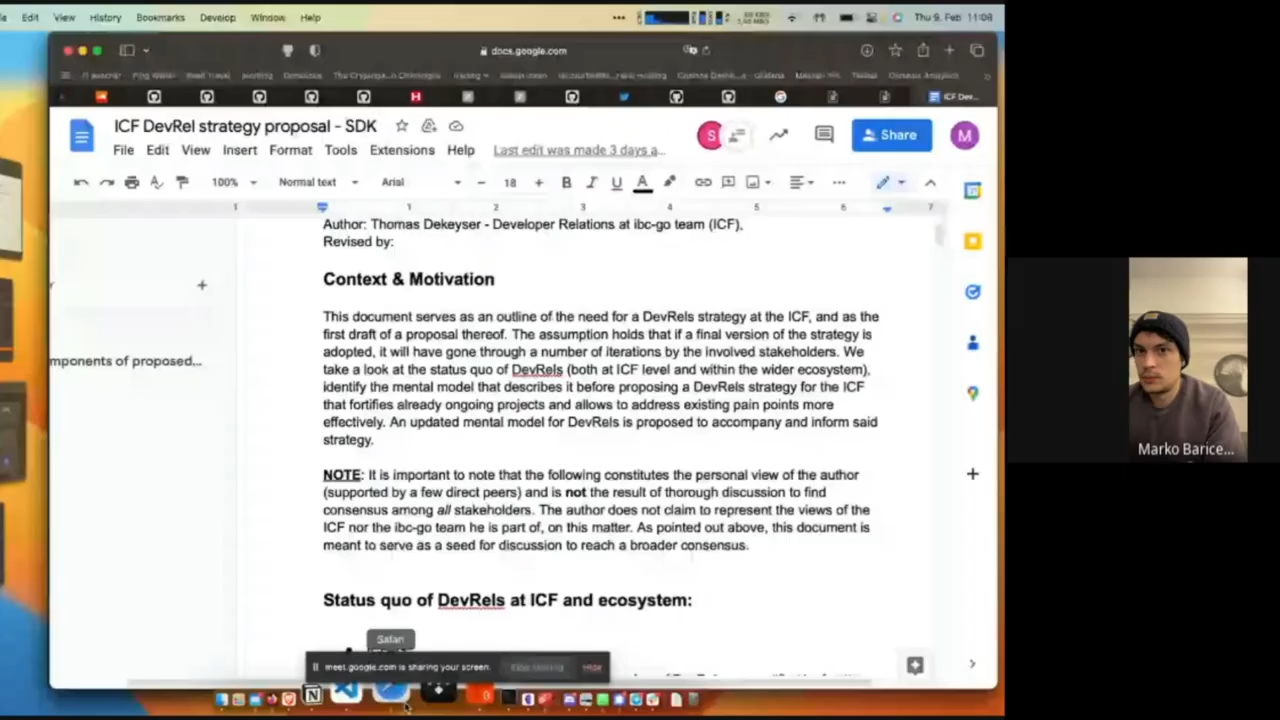 Edit View History Bookmarks Develop Window Help
Thu 9. Feb 11:08
docs.google.com
ICF Dev...
ICF DevRel strategy proposal - SDK
File Edit View Insert Format Tools Extensions Help Last edit was made 3 days a...
Share
S
M
100% Normal text Arial 18 B I U A
1 1 2 3 4 5 6 7
Author: Thomas Dekeyser - Developer Relations at ibc-go team (ICF),
Revised by:
Context & Motivation
This document serves as an outline of the need for a DevRels strategy at the ICF, and as the
first draft of a proposal thereof. The assumption holds that if a final version of the strategy is
adopted, it will have gone through a number of iterations by the involved stakeholders. We
take a look at the status quo of DevRels (both at ICF level and within the wider ecosystem),
identify the mental model that describes it before proposing a DevRels strategy for the ICF
that fortifies already ongoing projects and allows to address existing pain points more
effectively. An updated mental model for DevRels is proposed to accompany and inform said
strategy.
mponents of proposed...
NOTE: It is important to note that the following constitutes the personal view of the author
(supported by a few direct peers) and is not the result of thorough discussion to find
consensus among all stakeholders. The author does not claim to represent the views of the
ICF nor the ibc-go team he is part of, on this matter. As pointed out above, this document is
meant to serve as a seed for discussion to reach a broader consensus.
Status quo of DevRels at ICF and ecosystem:
Safari
meet.google.com is sharing your screen. Stop sharing Hide
Marko Barice...